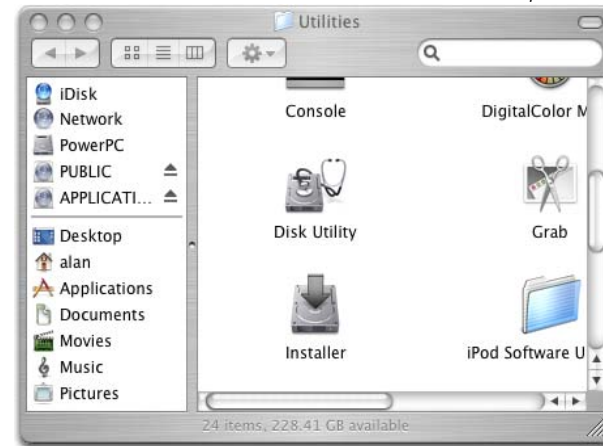 Utilities
iDisk
Network
PowerPC
PUBLIC
APPLICATI...
Desktop
alan
Applications
Documents
Movies
Music
Pictures
Console
DigitalColor M
Disk Utility
Grab
Installer
iPod Software U
24 items, 228.41 GB available